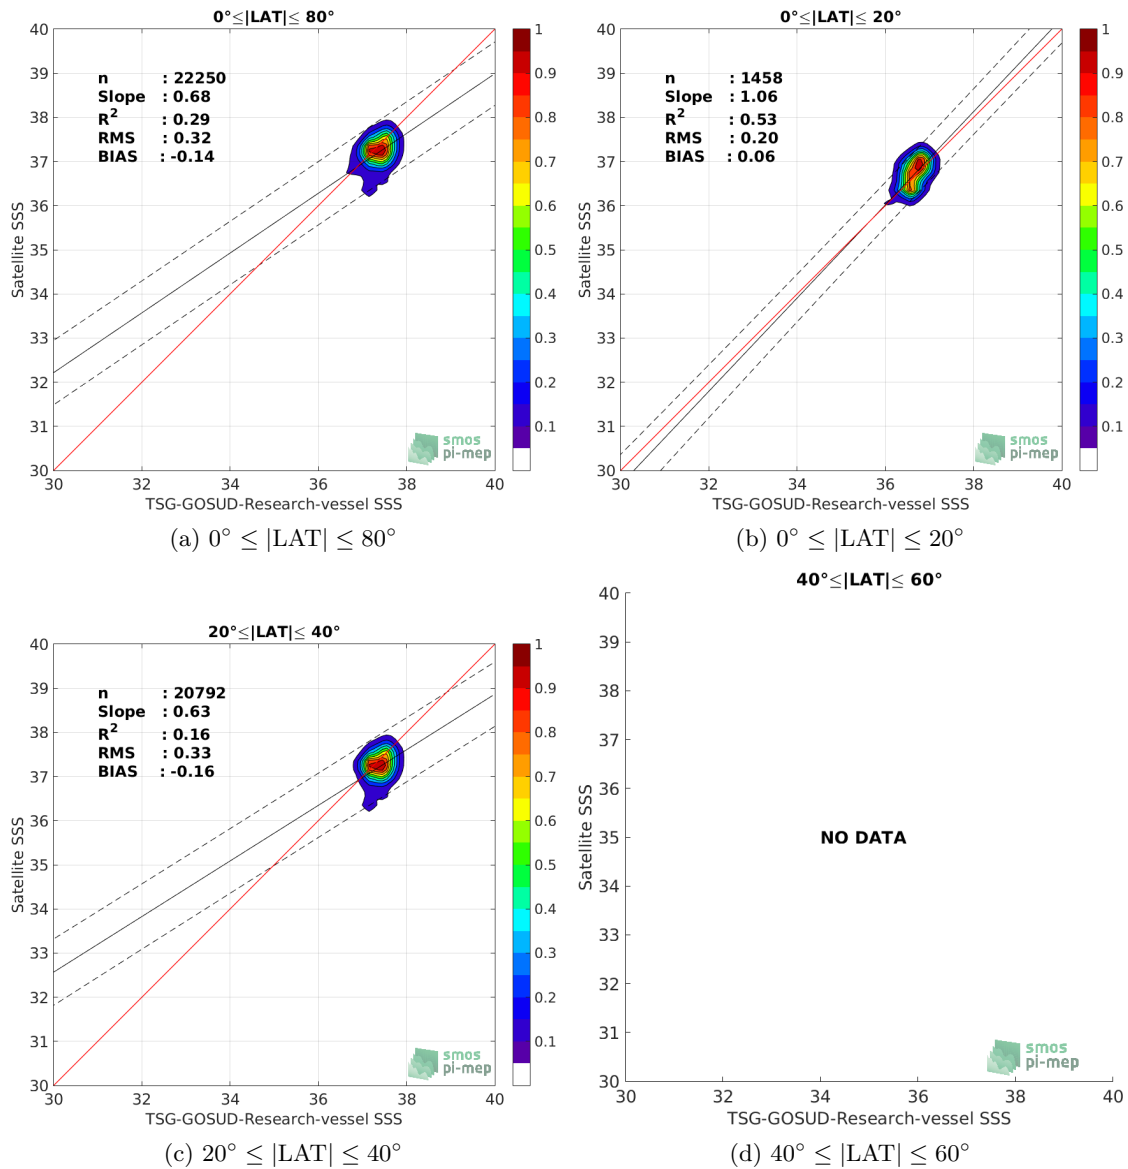 0°≤|LAT|≤ 80°
n : 22250
Slope : 0.68
R2 : 0.29
RMS : 0.32
BIAS : -0.14
Satellite SSS
40
39
38
37
36
35
34
33
32
31
30
30 32 34 36 38 40
TSG-GOSUD-Research-vessel SSS
1
0.9
0.8
0.7
0.6
0.5
0.4
0.3
0.2
0.1
smos
pi-mep
(a) 0° ≤ |LAT| ≤ 80°
0°≤|LAT|≤ 20°
n : 1458
Slope : 1.06
R2 : 0.53
RMS : 0.20
BIAS : 0.06
Satellite SSS
40
39
38
37
36
35
34
33
32
31
30
30 32 34 36 38 40
TSG-GOSUD-Research-vessel SSS
1
0.9
0.8
0.7
0.6
0.5
0.4
0.3
0.2
0.1
smos
pi-mep
(b) 0° ≤ |LAT| ≤ 20°
20°≤|LAT|≤ 40°
n : 20792
Slope : 0.63
R2 : 0.16
RMS : 0.33
BIAS : -0.16
Satellite SSS
40
39
38
37
36
35
34
33
32
31
30
30 32 34 36 38 40
TSG-GOSUD-Research-vessel SSS
1
0.9
0.8
0.7
0.6
0.5
0.4
0.3
0.2
0.1
smos
pi-mep
(c) 20° ≤ |LAT| ≤ 40°
40°≤|LAT|≤ 60°
NO DATA
Satellite SSS
40
39
38
37
36
35
34
33
32
31
30
30 32 34 36 38 40
TSG-GOSUD-Research-vessel SSS
smos
pi-mep
(d) 40° ≤ |LAT| ≤ 60°